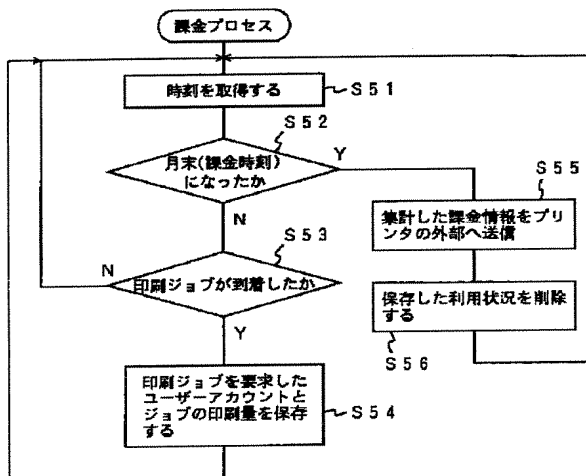 課金プロセス
時刻を取得する
S51
S52
月末(課金時刻)
になったか
Y
N
S55
集計した課金情報をプリン
タの外部へ送信
S53
N
印刷ジョブが到着したか
Y
保存した利用状況を削除
する
S56
印刷ジョブを要求した
ユーザーアカウントと
ジョブの印刷量を保存
する
S54